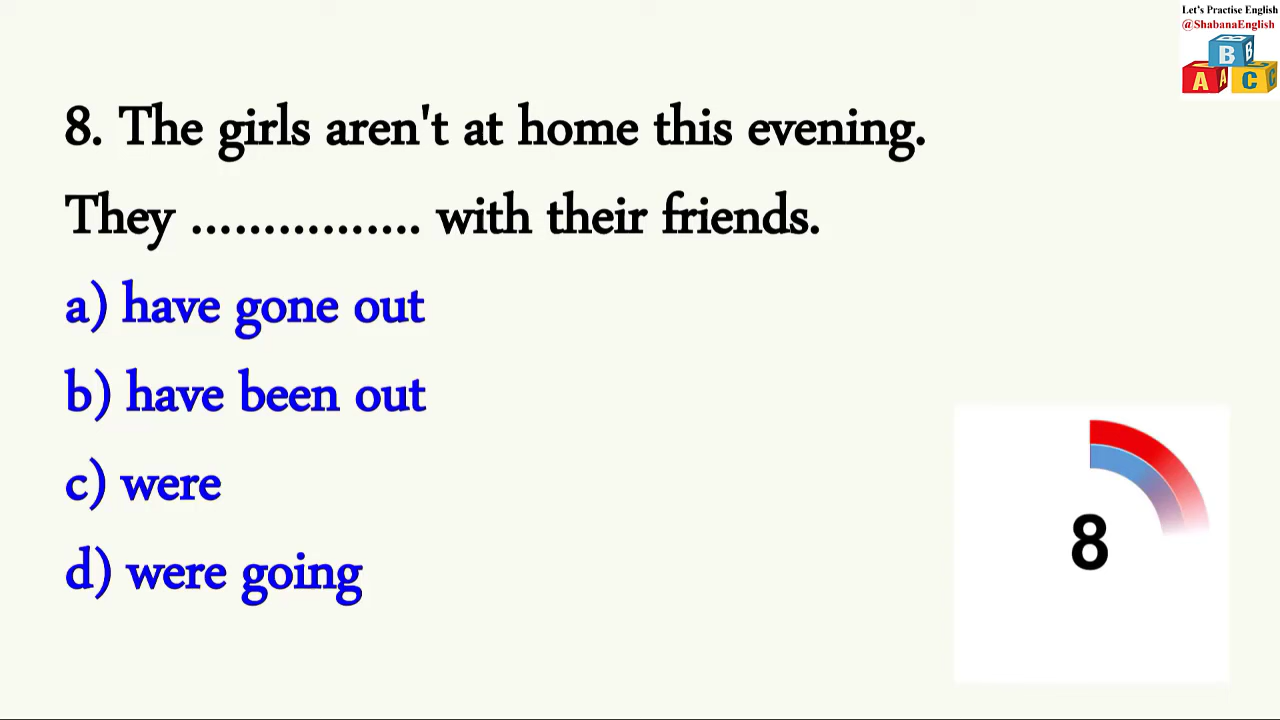 Let's Practise English
@ShabanaEnglish
B B
A A C C
8. The girls aren't at home this evening.
They ................ with their friends.
a) have gone out
b) have been out
c) were
d) were going
8